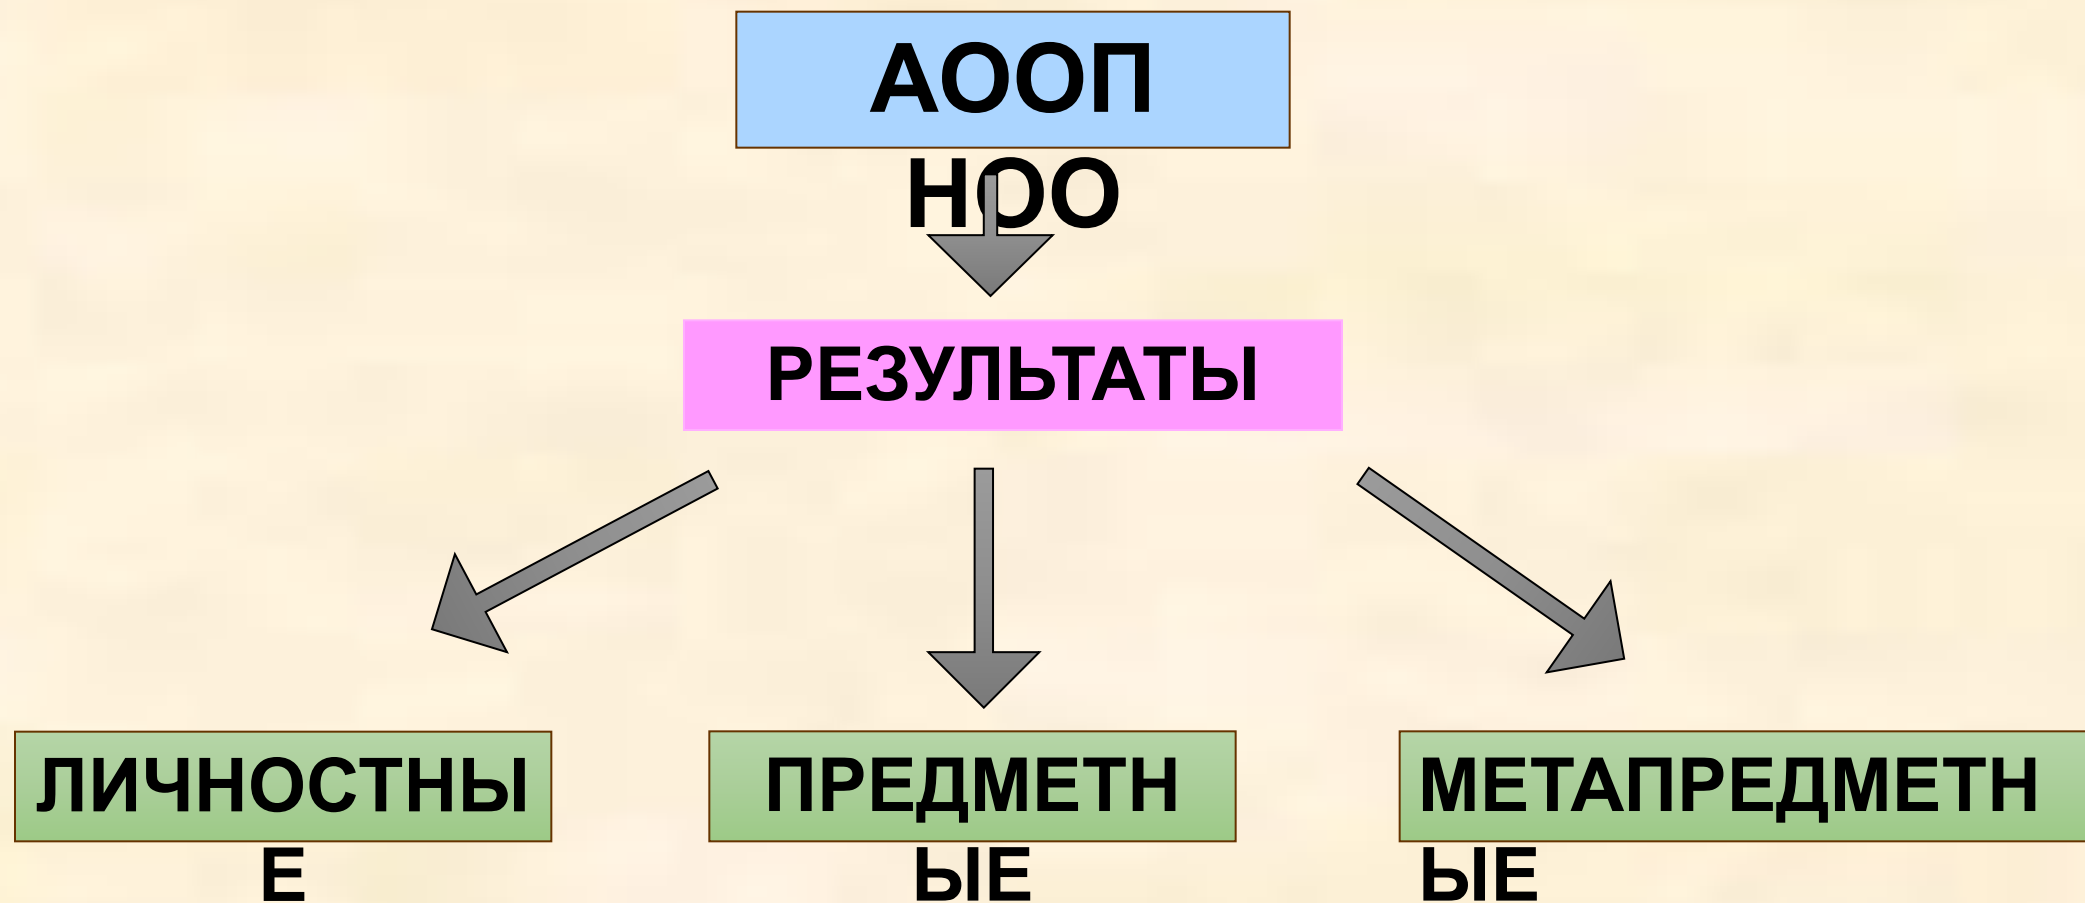 АООП
НОО
РЕЗУЛЬТАТЫ
ЛИЧНОСТНЫ
Е
ПРЕДМЕТН
ЫЕ
МЕТАПРЕДМЕТН
ЫЕ